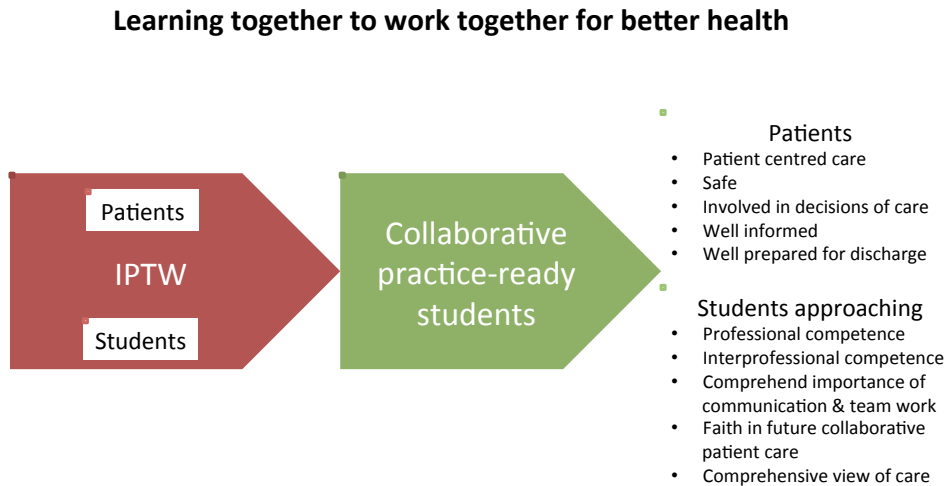 Learning together to work together for better health
Patients
IPTW
Students
Collaborative
practice-ready
students
Patients
• Patient centred care
• Safe
• Involved in decisions of care
• Well informed
• Well prepared for discharge
Students approaching
• Professional competence
• Interprofessional competence
• Comprehend importance of
communication & team work
• Faith in future collaborative
patient care
• Comprehensive view of care